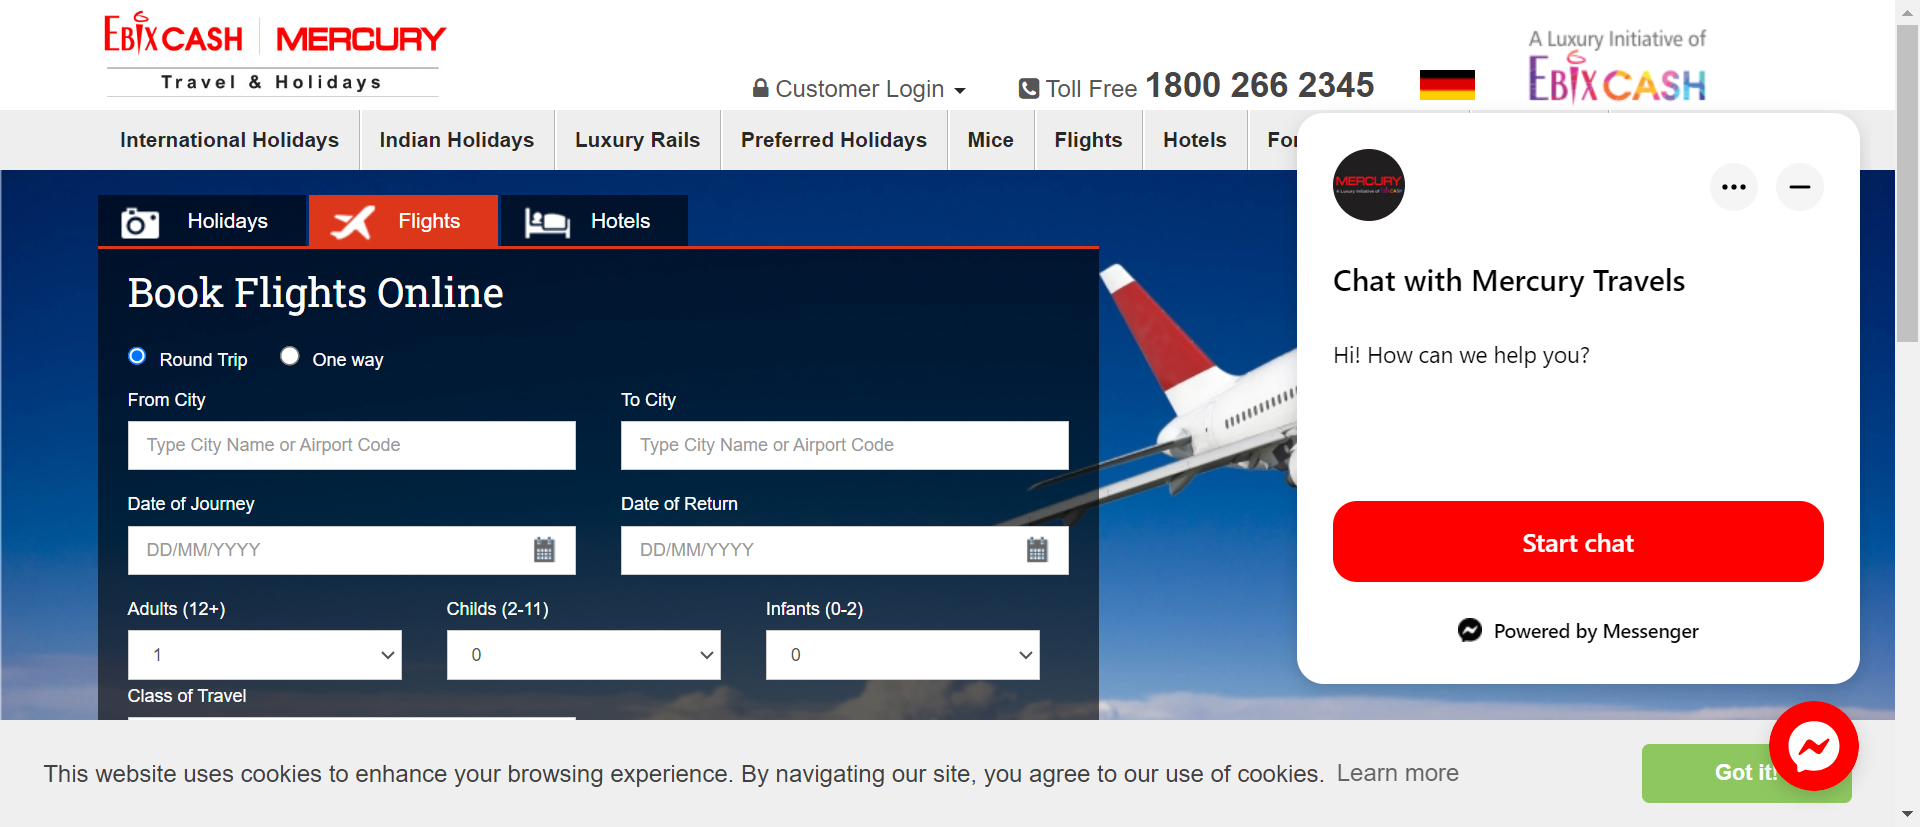 EBIXCASH MERCURY
Travel & Holidays
Customer Login
Toll Free 1800 266 2345
A Luxury Initiative of
EBIXCASH
International Holidays
Indian Holidays
Luxury Rails
Preferred Holidays
Mice
Flights
Hotels
Holidays
Flights
Hotels
Book Flights Online
Round Trip
One way
From City
To City
Type City Name or Airport Code
Type City Name or Airport Code
Date of Journey
Date of Return
DD/MM/YYYY
DD/MM/YYYY
Adults (12+)
Childs (2-11)
Infants (0-2)
1
0
0
Class of Travel
MERCURY
A Luxury Initiative of EBIXCASH
Chat with Mercury Travels
Hi! How can we help you?
Start chat
Powered by Messenger
This website uses cookies to enhance your browsing experience. By navigating our site, you agree to our use of cookies. Learn more
Got it!